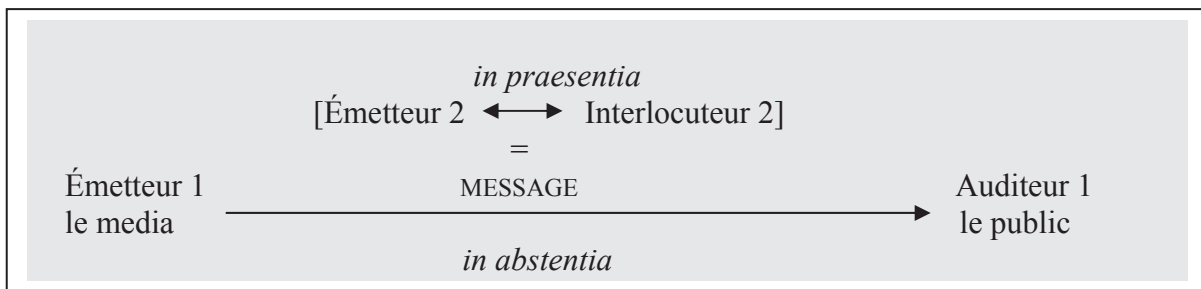 in praesentia
[Émetteur 2 Interlocuteur 2]
=
Émetteur 1 MESSAGE Auditeur 1
le media le public
in abstentia